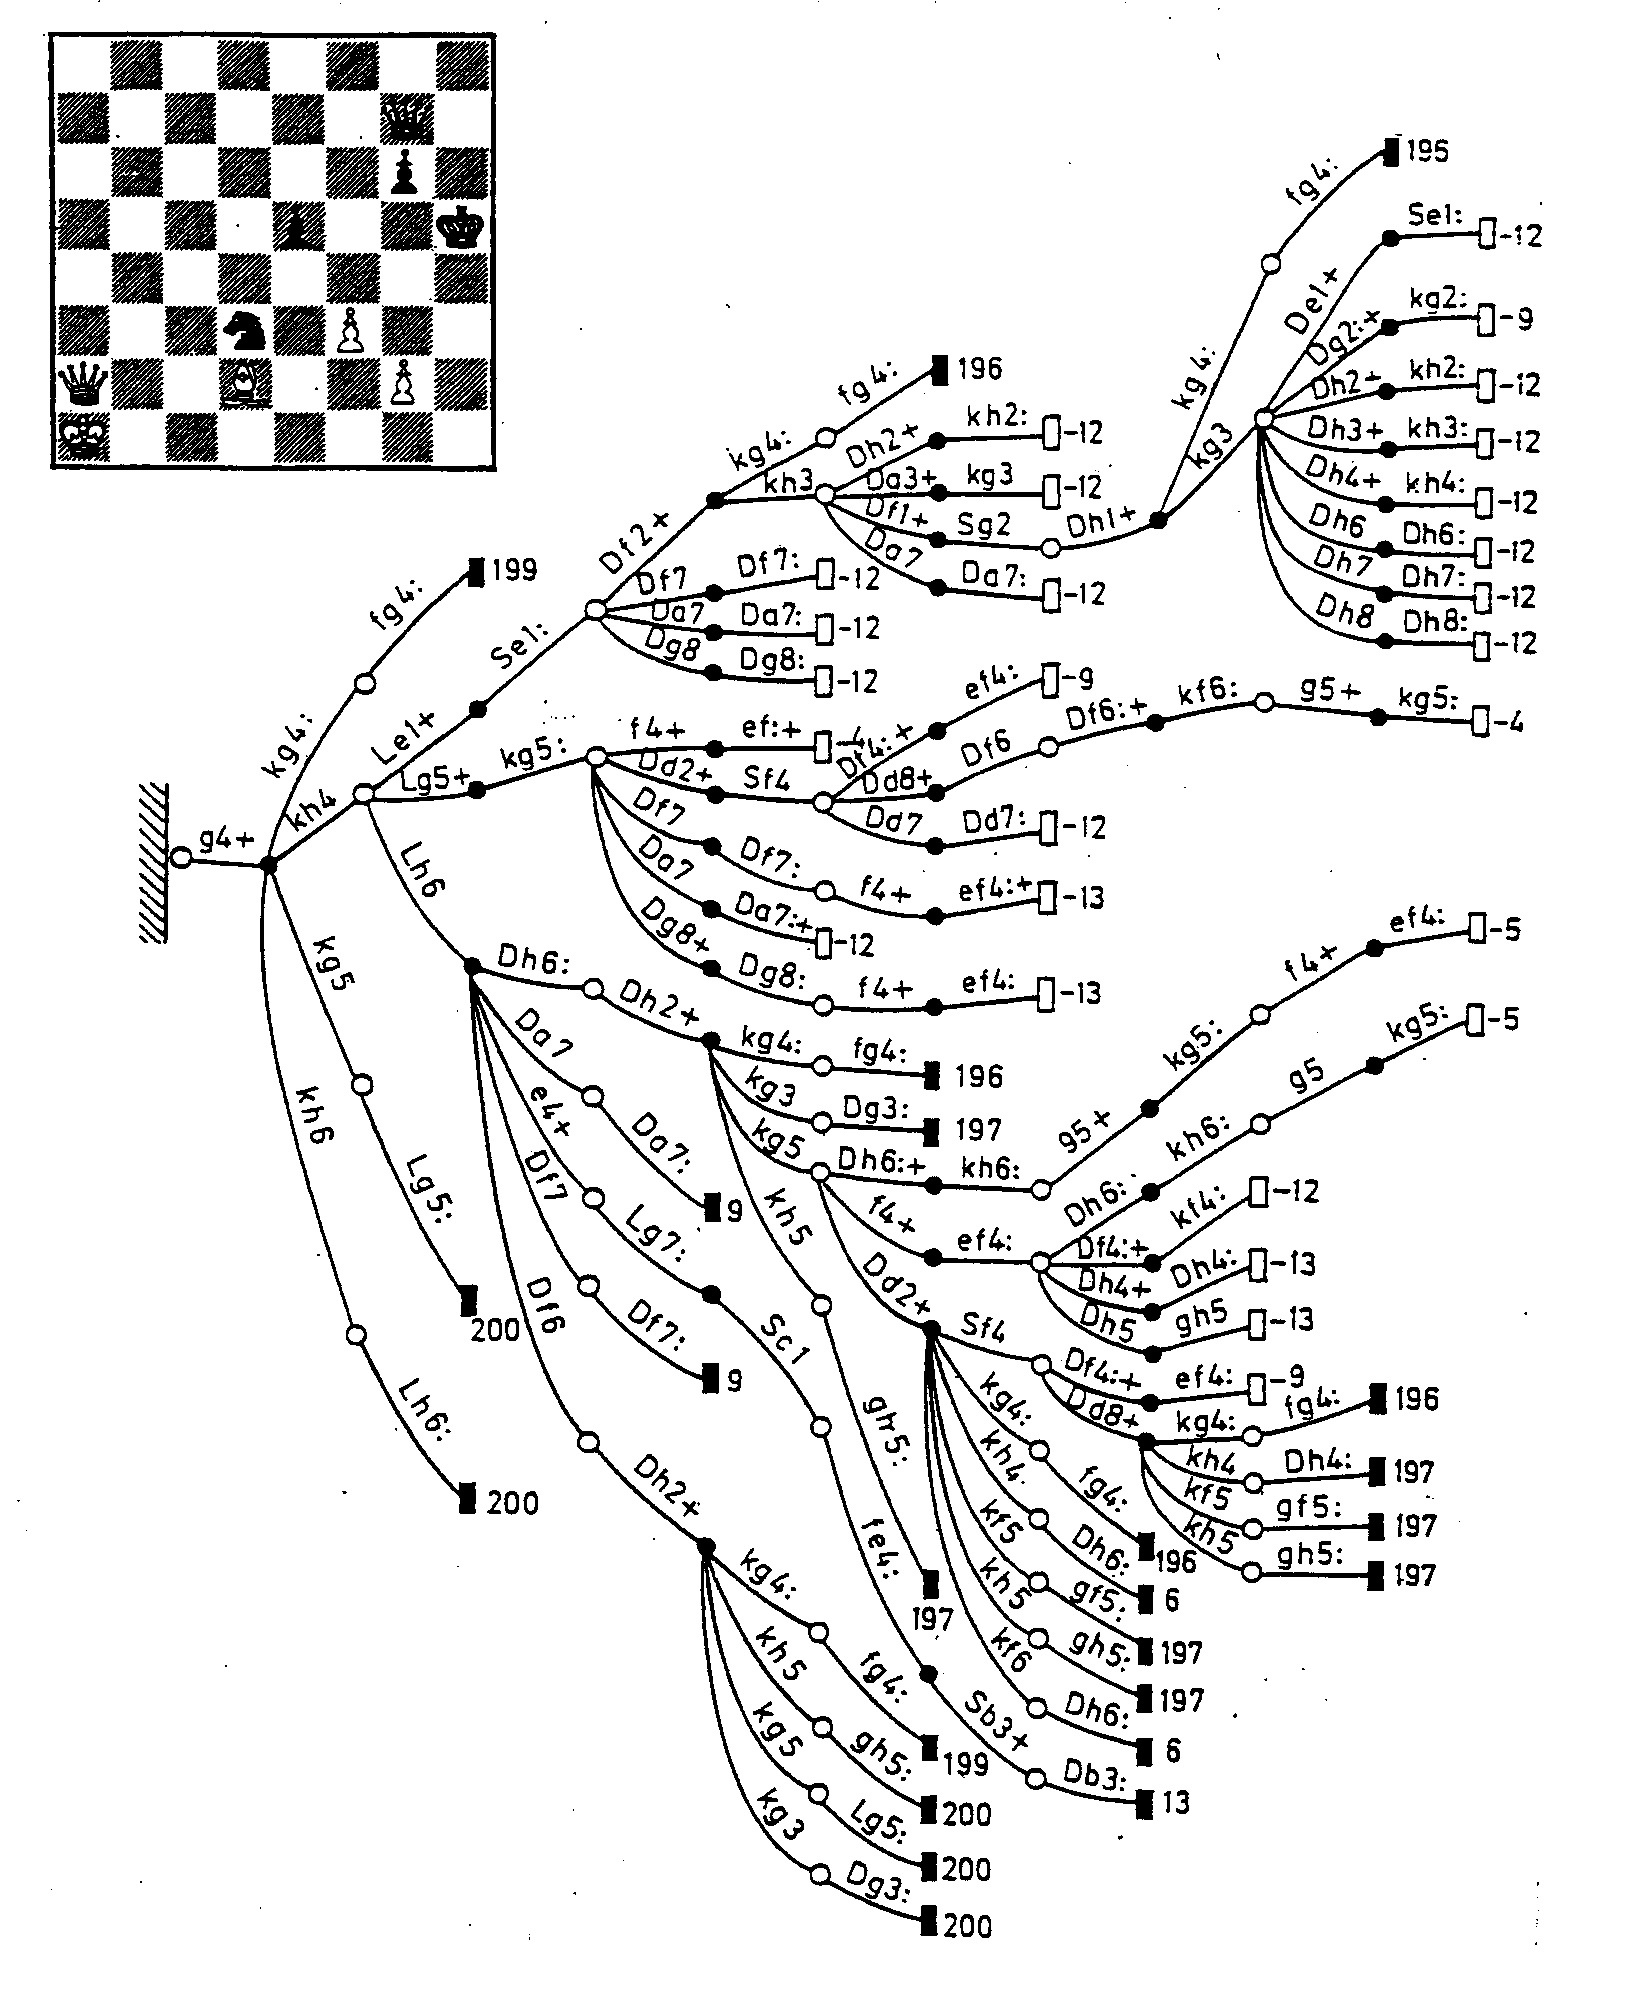 g4+
kg4: fg4: 199
kh4
Le1+ Se1:
Df2+
kg4: fg4: 196
kh3
Dh2+ kh2: -12
Da3+ kg3 -12
Df1+ Sg2 Dh1+
kg4: fg4: 195
kg3
De1+ Se1: -12
Dg2:+ kg2: -9
Dh2+ kh2: -12
Dh3+ kh3: -12
Dh4+ kh4: -12
Dh6 Dh6: -12
Dh7 Dh7: -12
Dh8 Dh8: -12
Da7 Da7: -12
Df7 Df7: -12
Da7 Da7: -12
Dg8 Dg8: -12
Lg5+ kg5:
f4+ ef:+ -4
Dd2+ Sf4
Df4:+ ef4: -9
Dd8+ Df6 Df6:+ kf6: g5+ kg5: -4
Dd7 Dd7: -12
Df7 Df7: f4+ ef4:+ -13
Da7 Da7:+ -12
Dg8+ Dg8: f4+ ef4: -13
Lh6
Dh6: Dh2+
kg4: fg4: 196
kg3 Dg3: 197
kg5
Dh6:+ kh6: g5+ kg5: f4+ ef4: -5
f4+ ef4:
Dh6: kh6: g5 kg5: -5
Df4:+ kf4: -12
Dh4+ Dh4: -13
Dh5 gh5 -13
Dd2+
Sf4
Df4:+ ef4: -9
Dd8+
kg4: fg4: 196
kh4 Dh4: 197
kf5 gf5: 197
kh5 gh5: 197
kg4: fg4: 196
kh4 Dh6: 6
kf5 gf5: 197
kh5 gh5: 197
kf6 Dh6: 6
kh5 gh5: 197
Da7 Da7: 9
e4+ Lg7: Sc1 fe4: Sb3+ Db3: 13
Df7 Df7: 9
Df6 Dh2+
kg4: fg4: 199
kh5 gh5: 200
kg5 Lg5: 200
kg3 Dg3: 200
kg5 Lg5: 200
kh6 Lh6: 200